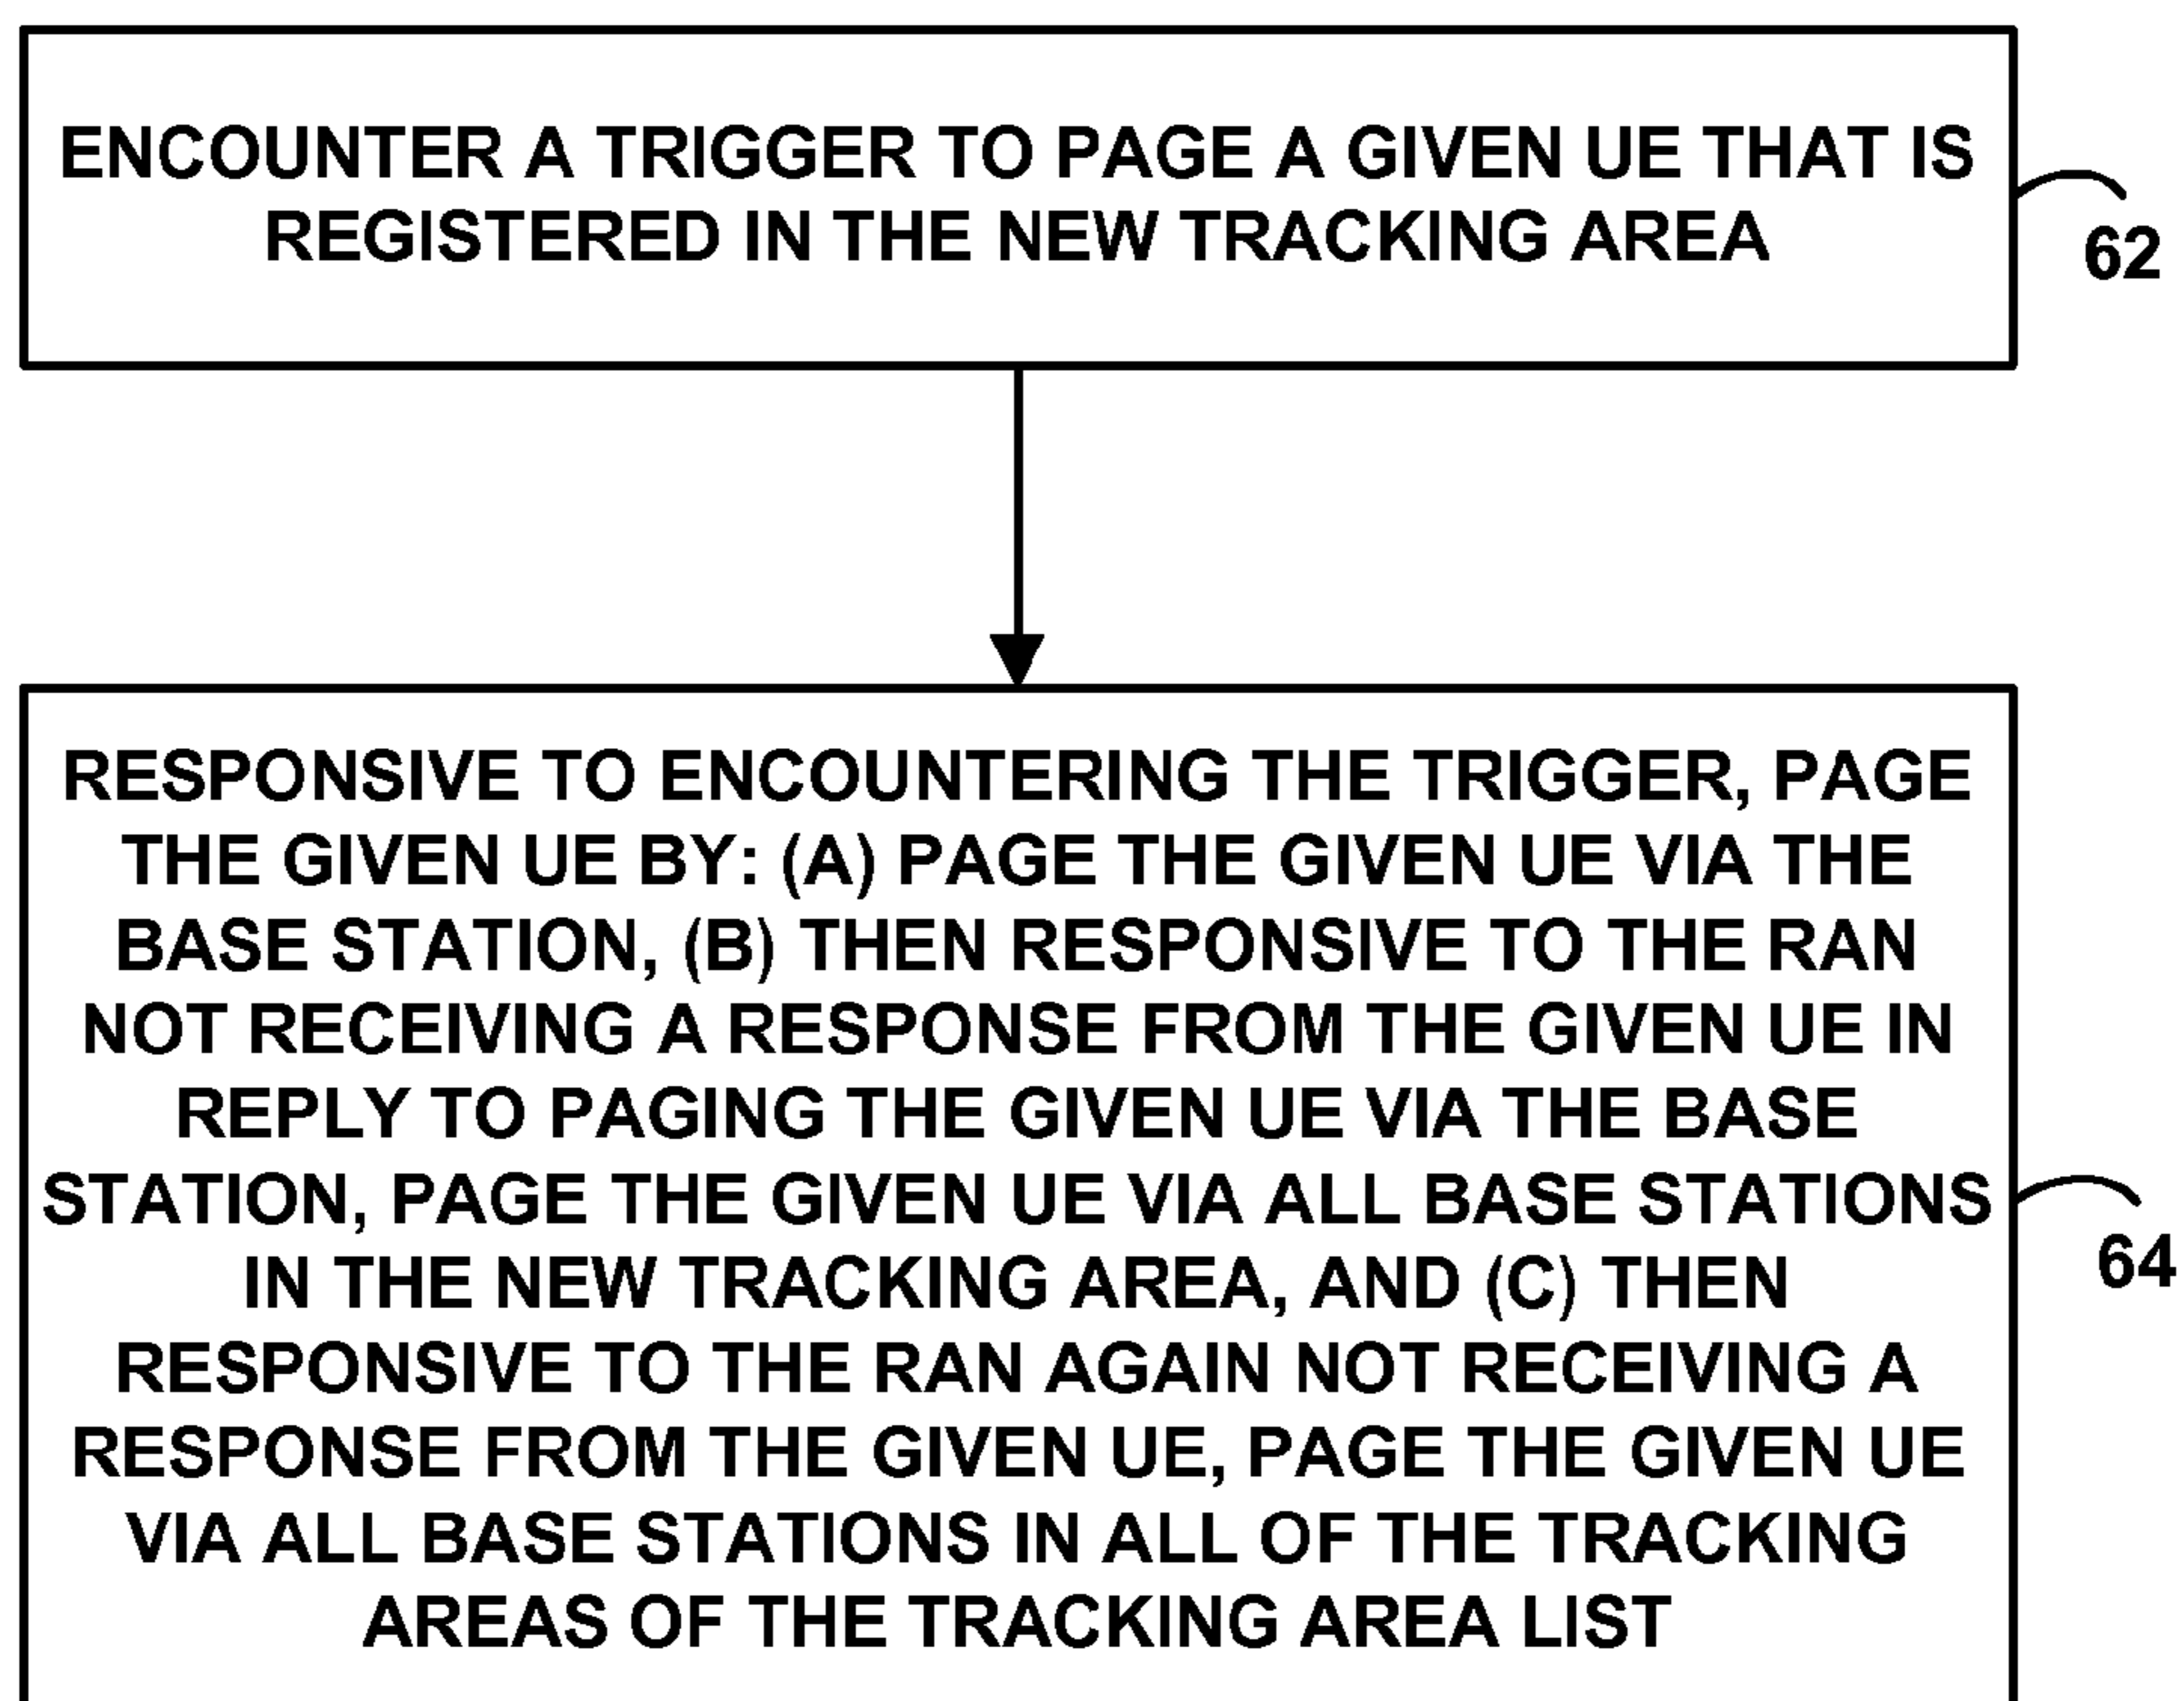 ENCOUNTER A TRIGGER TO PAGE A GIVEN UE THAT IS
REGISTERED IN THE NEW TRACKING AREA
62
RESPONSIVE TO ENCOUNTERING THE TRIGGER, PAGE
THE GIVEN UE BY: (A) PAGE THE GIVEN UE VIA THE
BASE STATION, (B) THEN RESPONSIVE TO THE RAN
NOT RECEIVING A RESPONSE FROM THE GIVEN UE IN
REPLY TO PAGING THE GIVEN UE VIA THE BASE
STATION, PAGE THE GIVEN UE VIA ALL BASE STATIONS
IN THE NEW TRACKING AREA, AND (C) THEN
RESPONSIVE TO THE RAN AGAIN NOT RECEIVING A
RESPONSE FROM THE GIVEN UE, PAGE THE GIVEN UE
VIA ALL BASE STATIONS IN ALL OF THE TRACKING
AREAS OF THE TRACKING AREA LIST
64